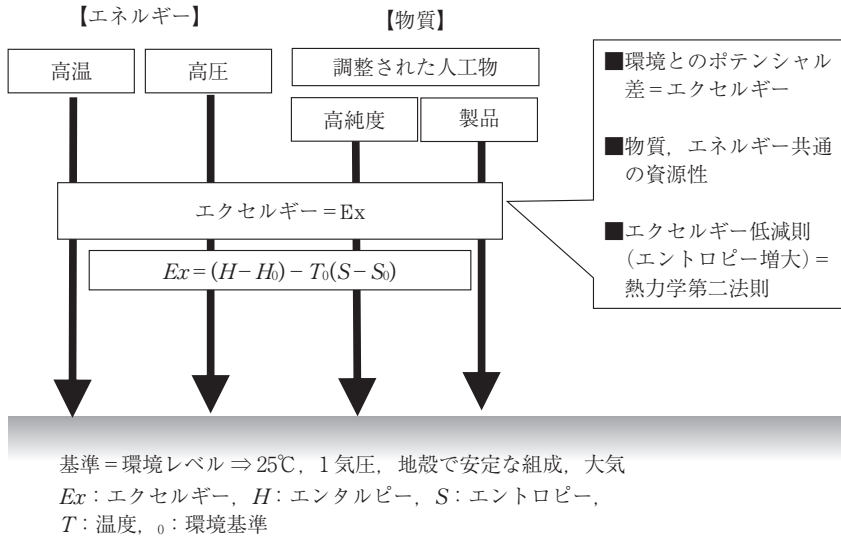 【エネルギー】
【物質】
高温
高圧
調整された人工物
高純度
製品
エクセルギー＝Ex
Ex＝(H－H₀)－T₀(S－S₀)
■環境とのポテンシャル
差＝エクセルギー
■物質，エネルギー共通
の資源性
■エクセルギー低減則
（エントロピー増大）＝
熱力学第二法則
基準＝環境レベル⇒25℃，1気圧，地殻で安定な組成，大気
Ex：エクセルギー，H：エンタルピー，S：エントロピー，
T：温度，₀：環境基準